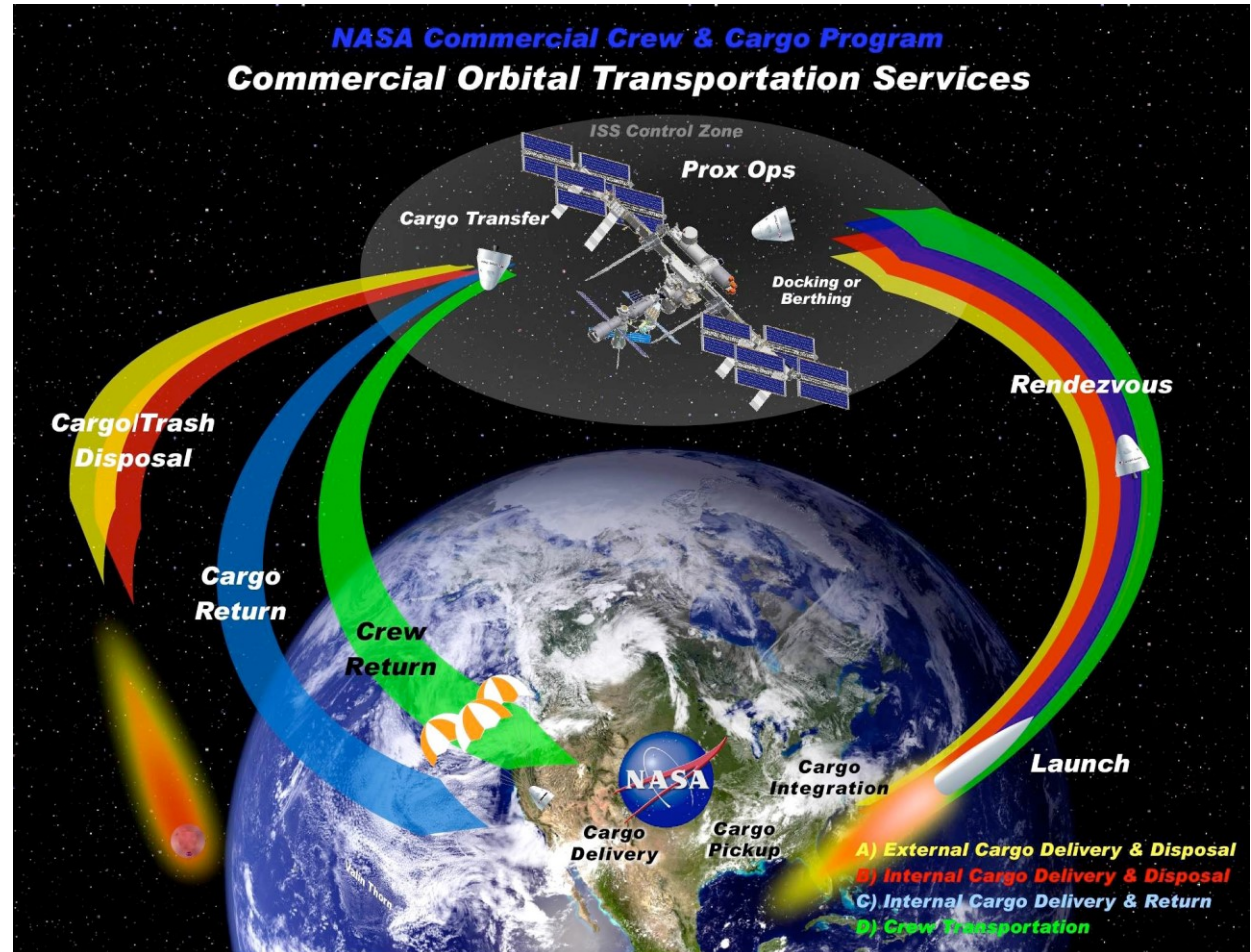 NASA Commercial Crew & Cargo Program
Commercial Orbital Transportation Services
ISS Control Zone
Prox Ops
Cargo Transfer
Docking or
Berthing
Rendezvous
Cargo/Trash
Disposal
Cargo
Return
Crew
Return
Launch
NASA
Cargo
Integration
Cargo
Delivery
Cargo
Pickup
A) External Cargo Delivery & Disposal
B) Internal Cargo Delivery & Disposal
C) Internal Cargo Delivery & Return
D) Crew Transportation
Talin Thorn